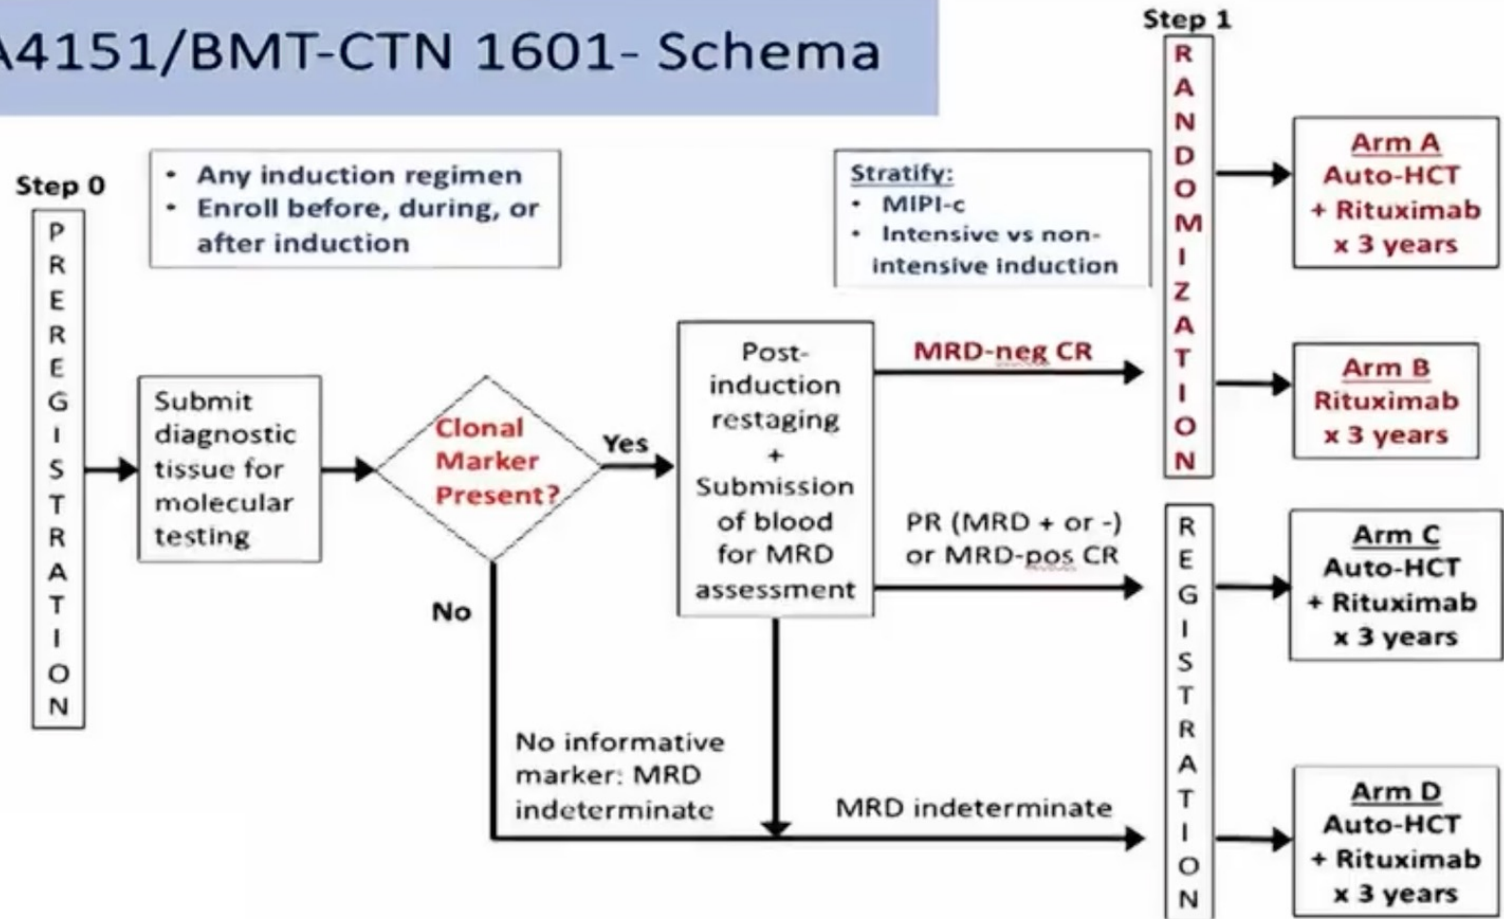 A4151/BMT-CTN 1601- Schema
Step 0
PREREGISTRATION
• Any induction regimen
• Enroll before, during, or
after induction
Submit
diagnostic
tissue for
molecular
testing
Clonal
Marker
Present?
Yes
No
No informative
marker: MRD
indeterminate
Post-
induction
restaging
+
Submission
of blood
for MRD
assessment
Stratify:
• MIPI-c
• Intensive vs non-
intensive induction
MRD-neg CR
PR (MRD + or -)
or MRD-pos CR
MRD indeterminate
Step 1
RANDOMIZATION
REGISTRATION
Arm A
Auto-HCT
+ Rituximab
x 3 years
Arm B
Rituximab
x 3 years
Arm C
Auto-HCT
+ Rituximab
x 3 years
Arm D
Auto-HCT
+ Rituximab
x 3 years